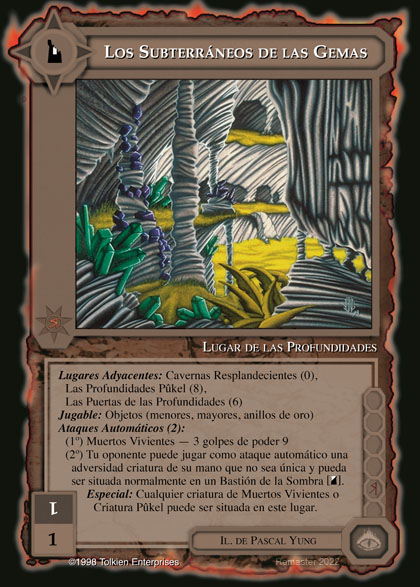 Los Subterráneos de las Gemas
Lugar de las Profundidades
Lugares Adyacentes: Cavernas Resplandecientes (0),
Las Profundidades Pûkel (8),
Las Puertas de las Profundidades (6)
Jugable: Objetos (menores, mayores, anillos de oro)
Ataques Automáticos (2):
(1º) Muertos Vivientes — 3 golpes de poder 9
(2º) Tu oponente puede jugar como ataque automático una
adversidad criatura de su mano que no sea única y pueda
ser situada normalmente en un Bastión de la Sombra [ ].
Especial: Cualquier criatura de Muertos Vivientes o
Criatura Pûkel puede ser situada en este lugar.
1
1
Il. de Pascal Yung
©1998 Tolkien Enterprises